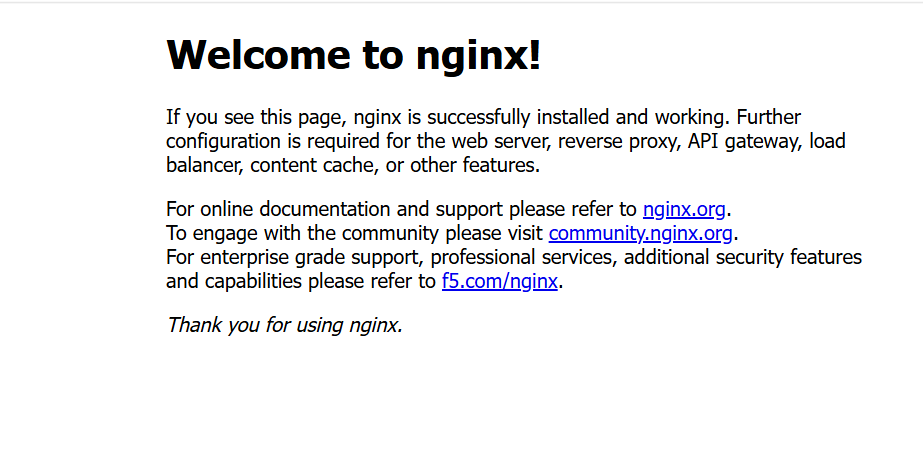 Welcome to nginx!
If you see this page, nginx is successfully installed and working. Further
configuration is required for the web server, reverse proxy, API gateway, load
balancer, content cache, or other features.
For online documentation and support please refer to nginx.org.
To engage with the community please visit community.nginx.org.
For enterprise grade support, professional services, additional security features
and capabilities please refer to f5.com/nginx.
Thank you for using nginx.